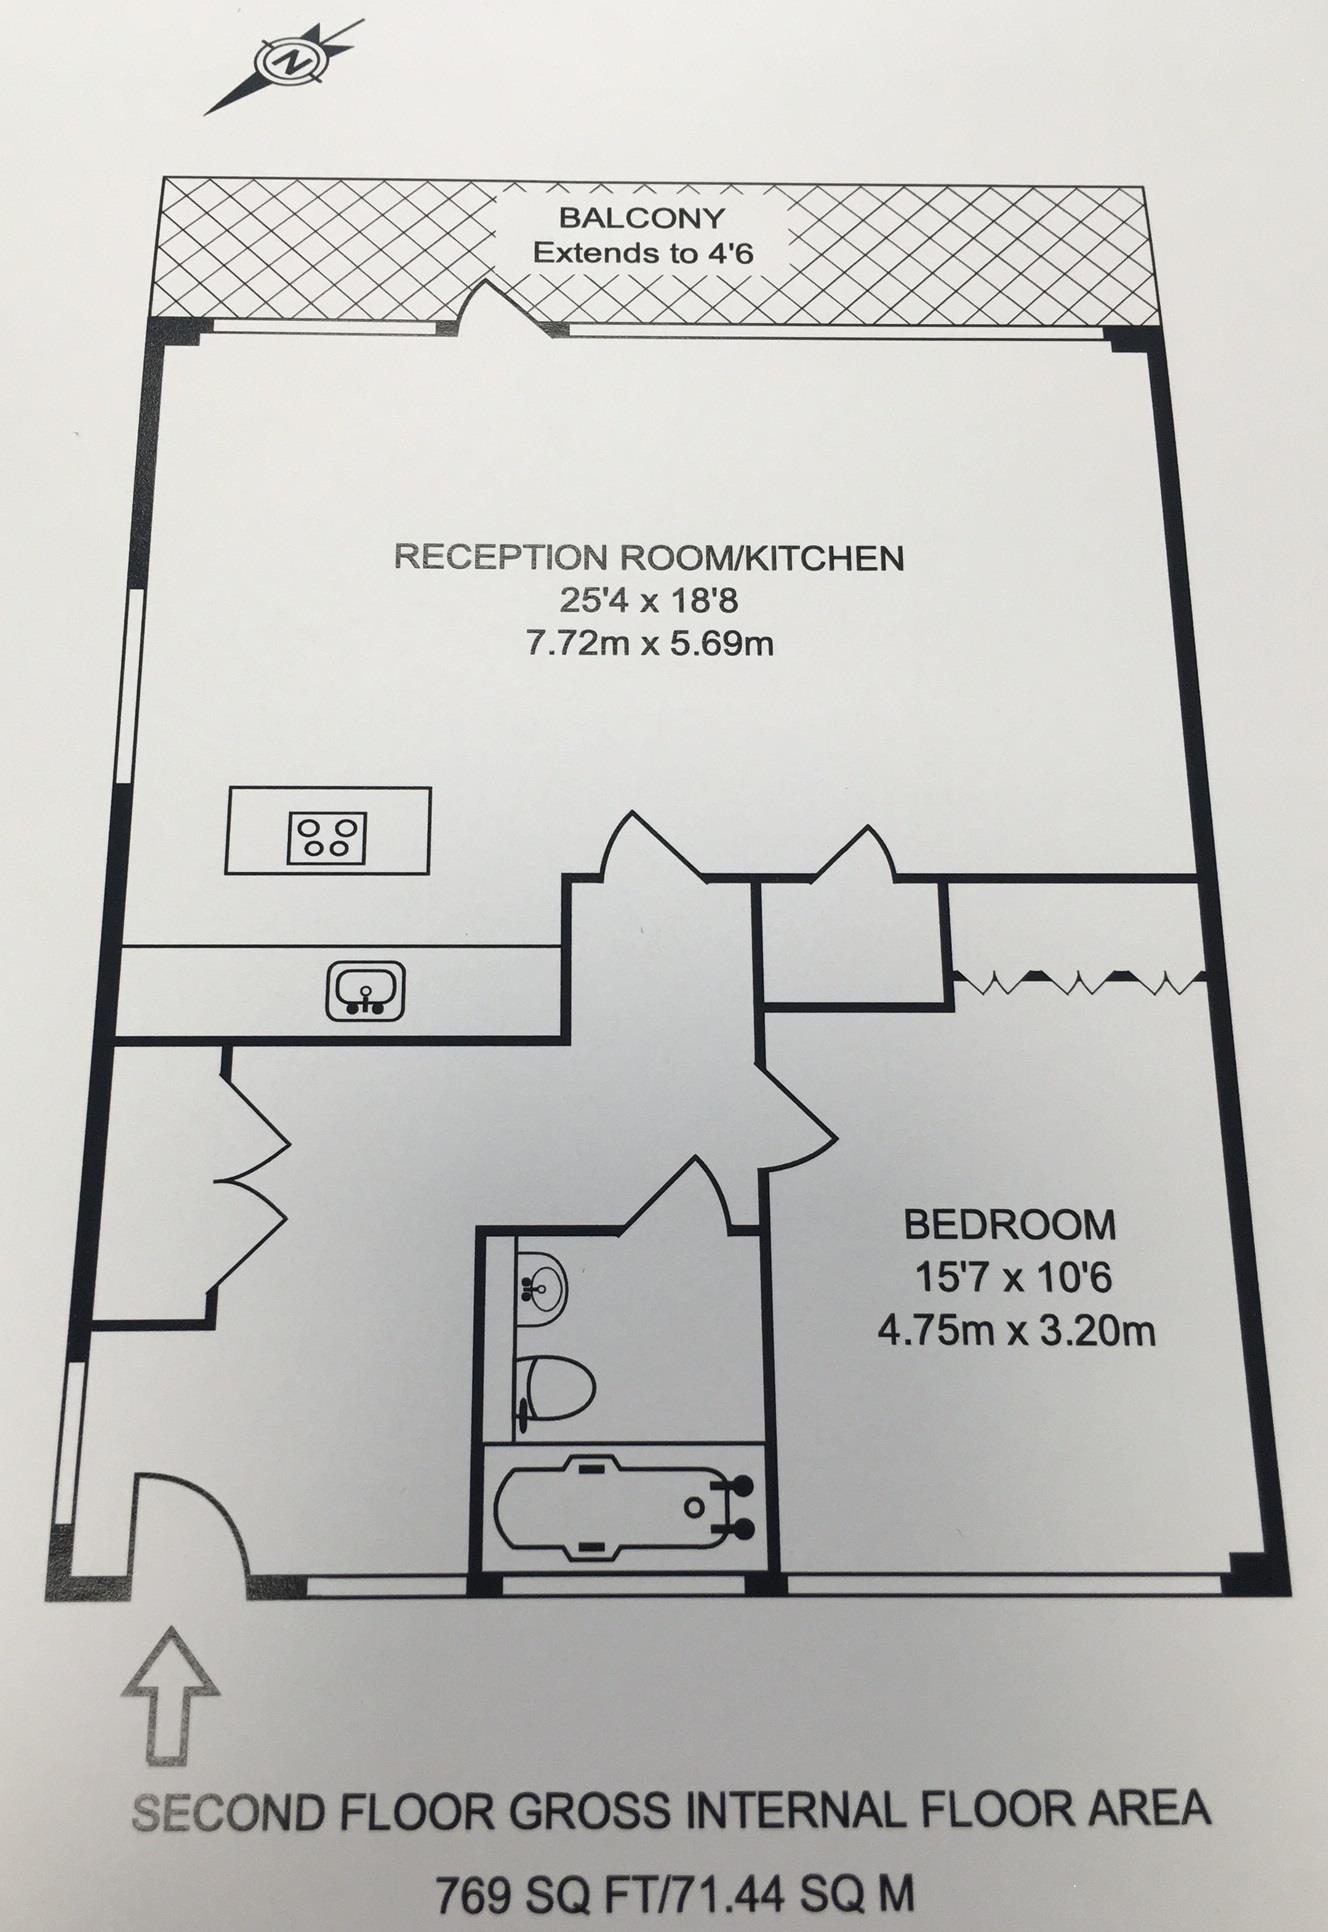 N
BALCONY
Extends to 4'6
RECEPTION ROOM/KITCHEN
25'4 x 18'8
7.72m x 5.69m
BEDROOM
15'7 x 10'6
4.75m x 3.20m
SECOND FLOOR GROSS INTERNAL FLOOR AREA
769 SQ FT/71.44 SQ M